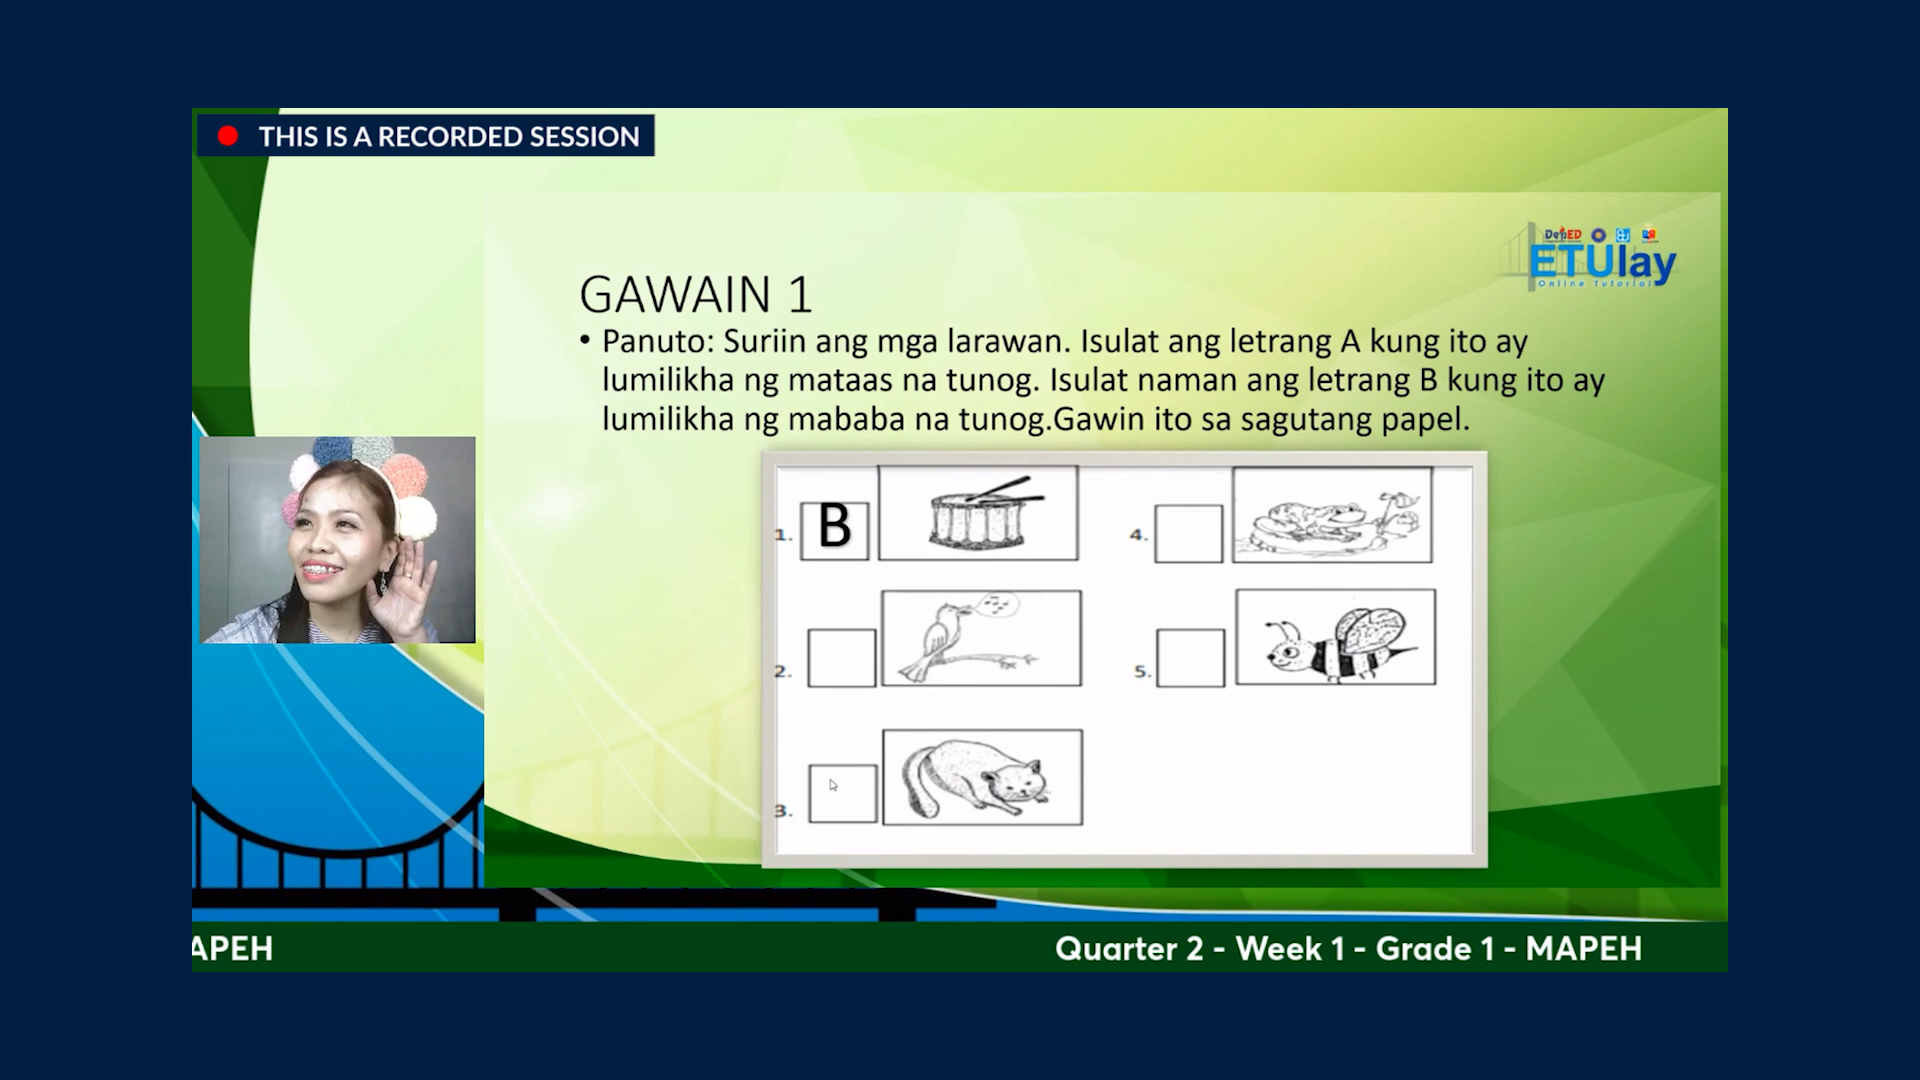 THIS IS A RECORDED SESSION
DepED
ETUlay
Online Tutorial
GAWAIN 1
• Panuto: Suriin ang mga larawan. Isulat ang letrang A kung ito ay
lumilikha ng mataas na tunog. Isulat naman ang letrang B kung ito ay
lumilikha ng mababa na tunog.Gawin ito sa sagutang papel.
1. B
2.
3.
4.
5.
APEH
Quarter 2 - Week 1 - Grade 1 - MAPEH